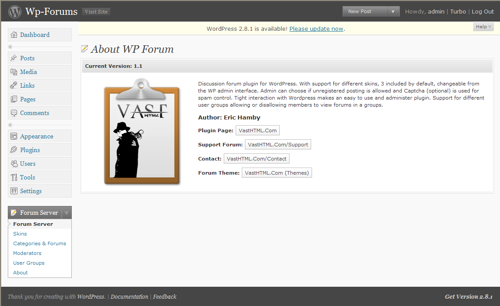 Wp-Forums Visit Site
New Post
Howdy, admin | Turbo | Log Out
WordPress 2.8.1 is available! Please update now.
Help
Dashboard
Posts
Media
Links
Pages
Comments
Appearance
Plugins
Users
Tools
Settings
Forum Server
Forum Server
Skins
Categories & Forums
Moderators
User Groups
About
About WP Forum
Current Version: 1.1
VAST
HTML
Discussion forum plugin for WordPress. With support for different skins, 3 included by default, changeable from
the WP admin interface. Admin can choose if unregestered posting is allowed and Captcha (optional) is used for
spam control. Tight interaction with Wordpress makes an easy to use and administer plugin. Support for different
user groups allowing or disallowing members to view forums in a groups.
Author: Eric Hamby
Plugin Page: VastHTML.Com
Support Forum: VastHTML.Com/Support
Contact: VastHTML.Com/Contact
Forum Theme: VastHTML.Com (Themes)
Thank you for creating with WordPress. | Documentation | Feedback
Get Version 2.8.1